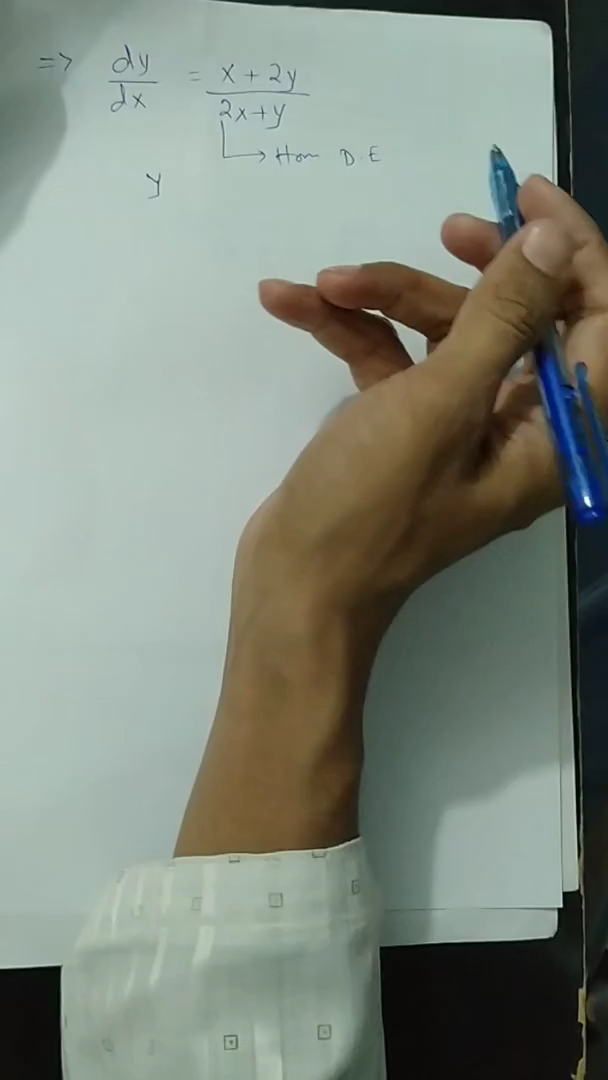 => dy/dx = x + 2y / 2x+y
→ Hom D.E
y